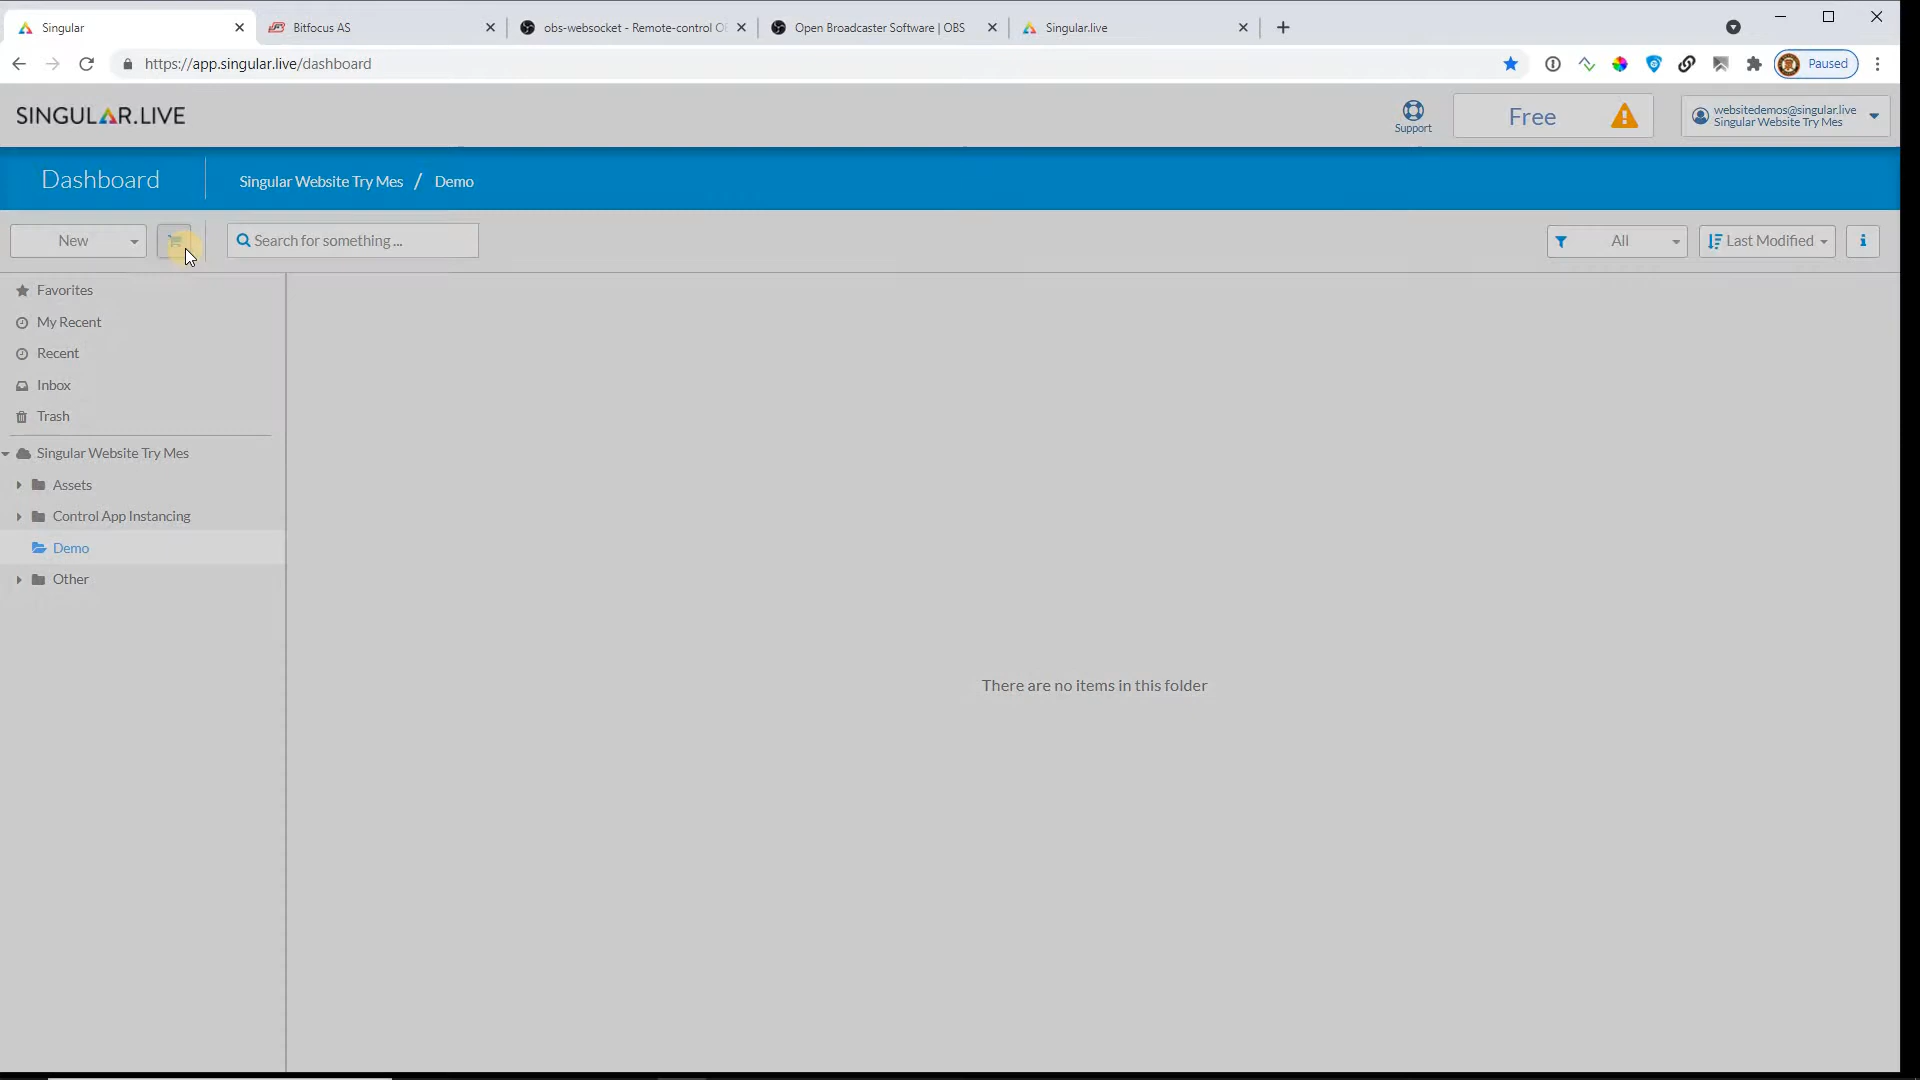 Singular
Bitfocus AS
obs-websocket - Remote-control O
Open Broadcaster Software | OBS
Singular.live
https://app.singular.live/dashboard
Paused
SINGULAR.LIVE
Support
Free
websitedemos@singular.live
Singular Website Try Mes
Dashboard
Singular Website Try Mes / Demo
New
Search for something ...
All
Last Modified
Favorites
My Recent
Recent
Inbox
Trash
Singular Website Try Mes
Assets
Control App Instancing
Demo
Other
There are no items in this folder